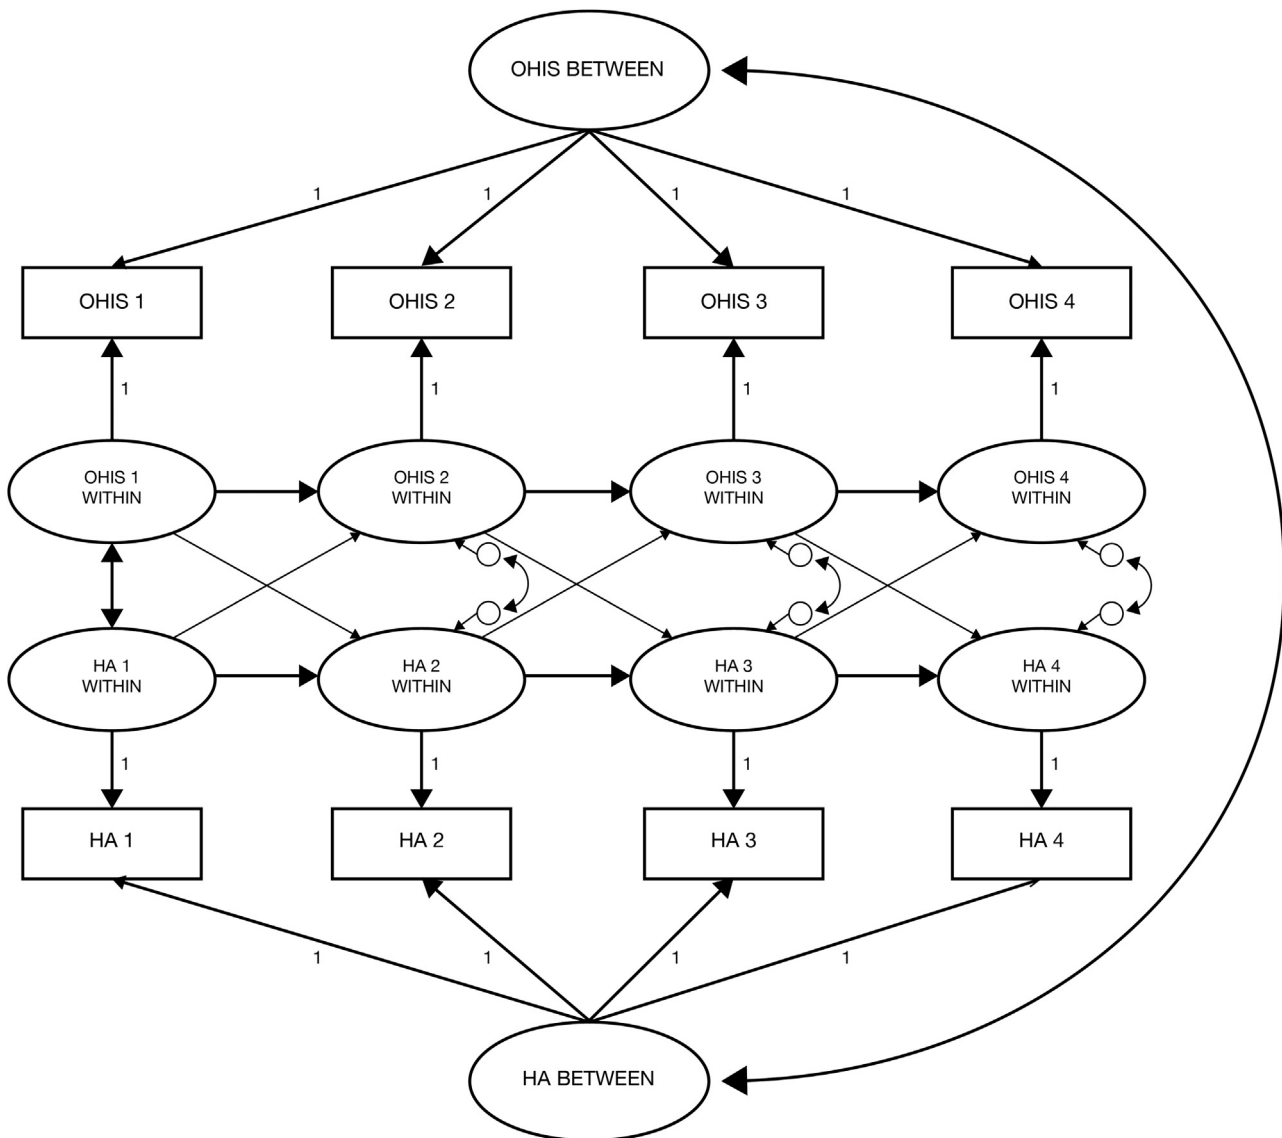 OHIS BETWEEN
1 1 1 1
OHIS 1 OHIS 2 OHIS 3 OHIS 4
1 1 1 1
OHIS 1
WITHIN
OHIS 2
WITHIN
OHIS 3
WITHIN
OHIS 4
WITHIN
HA 1
WITHIN
HA 2
WITHIN
HA 3
WITHIN
HA 4
WITHIN
1 1 1 1
HA 1 HA 2 HA 3 HA 4
1 1 1 1
HA BETWEEN